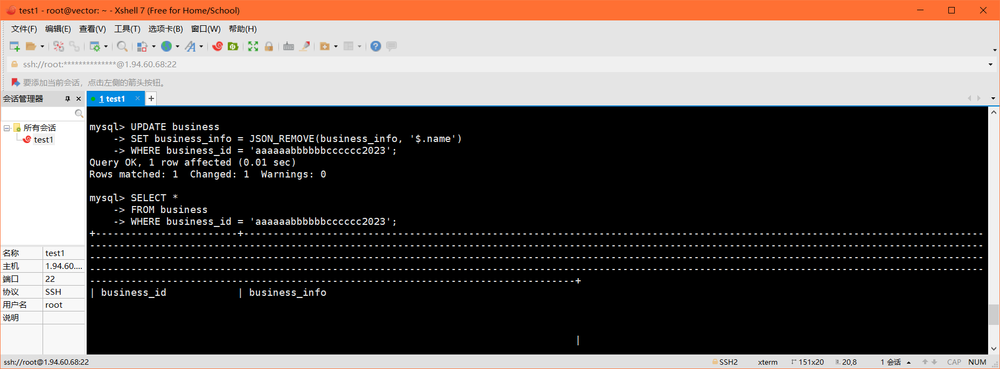 test1 - root@vector: ~ - Xshell 7 (Free for Home/School)
文件(F) 编辑(E) 查看(V) 工具(T) 选项卡(B) 窗口(W) 帮助(H)
ssh://root:**************@1.94.60.68:22
要添加当前会话，点击左侧的箭头按钮。
会话管理器
1 test1
所有会话
test1
名称 test1
主机 1.94.60....
端口 22
协议 SSH
用户名 root
说明
mysql> UPDATE business
-> SET business_info = JSON_REMOVE(business_info, '$.name')
-> WHERE business_id = 'aaaaaabbbbbbcccccc2023';
Query OK, 1 row affected (0.01 sec)
Rows matched: 1  Changed: 1  Warnings: 0
mysql> SELECT *
-> FROM business
-> WHERE business_id = 'aaaaaabbbbbbcccccc2023';
| business_id            | business_info
|
ssh://root@1.94.60.68:22 SSH2 xterm 151x20 20,8 1 会话 CAP NUM